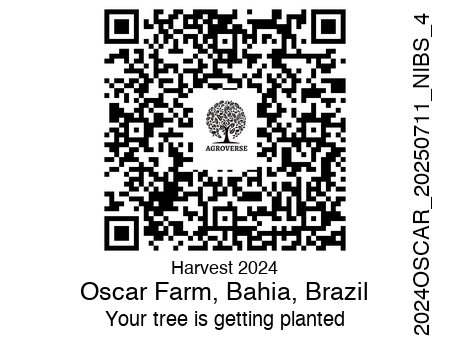 AGROVERSE
Harvest 2024
Oscar Farm, Bahia, Brazil
Your tree is getting planted
2024OSCAR_20250711_NIBS_4